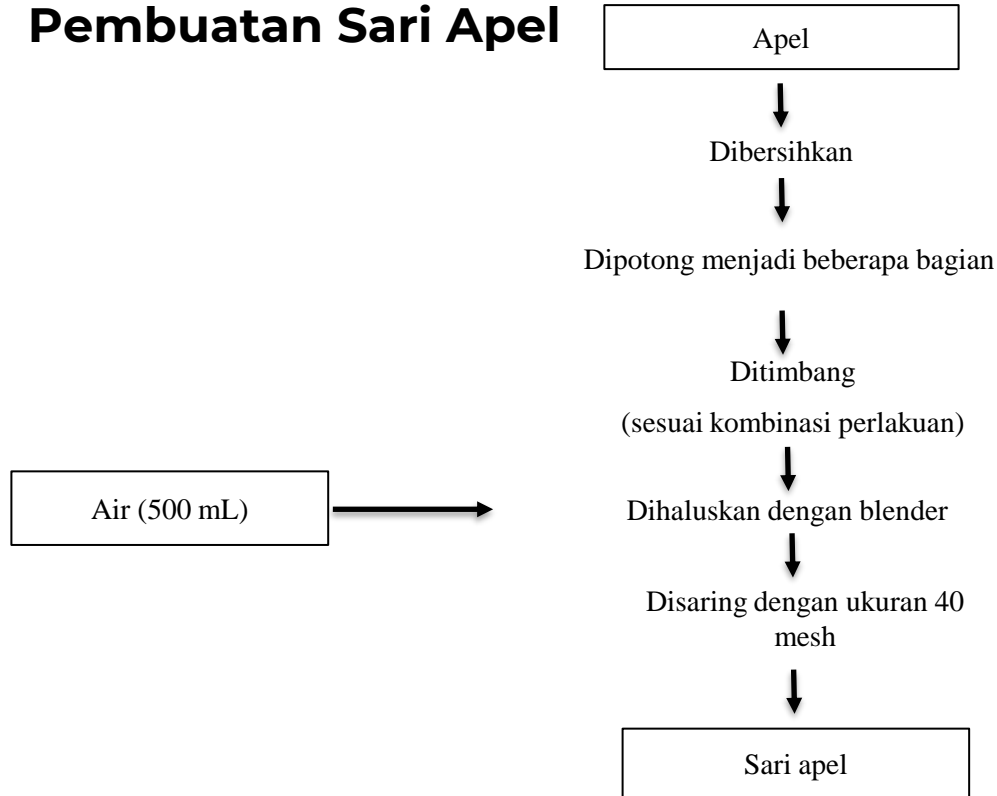 Pembuatan Sari Apel
Apel
Dibersihkan
Dipotong menjadi beberapa bagian
Ditimbang
(sesuai kombinasi perlakuan)
Air (500 mL)
Dihaluskan dengan blender
Disaring dengan ukuran 40
mesh
Sari apel